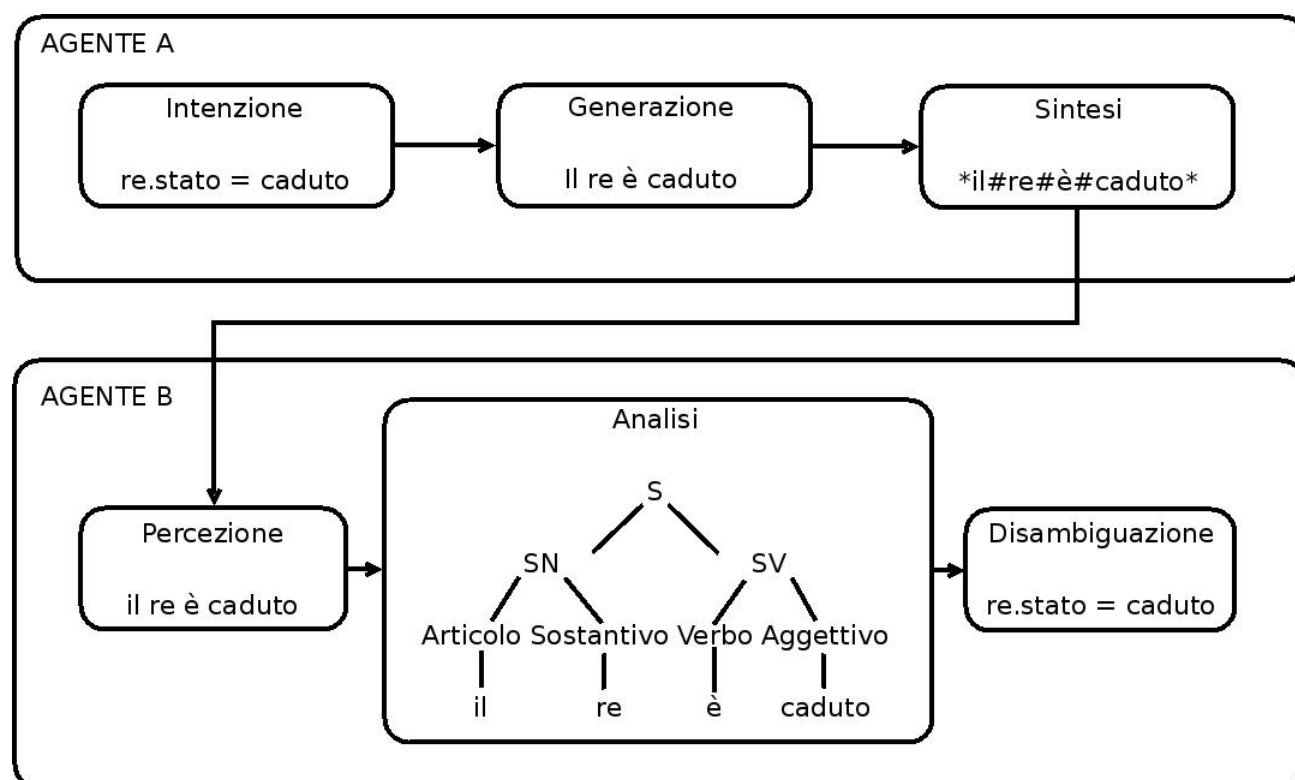 AGENTE A
Intenzione
re.stato = caduto
Generazione
Il re è caduto
Sintesi
*il#re#è#caduto*
AGENTE B
Percezione
il re è caduto
Analisi
S
SN SV
Articolo Sostantivo Verbo Aggettivo
il re è caduto
Disambiguazione
re.stato = caduto